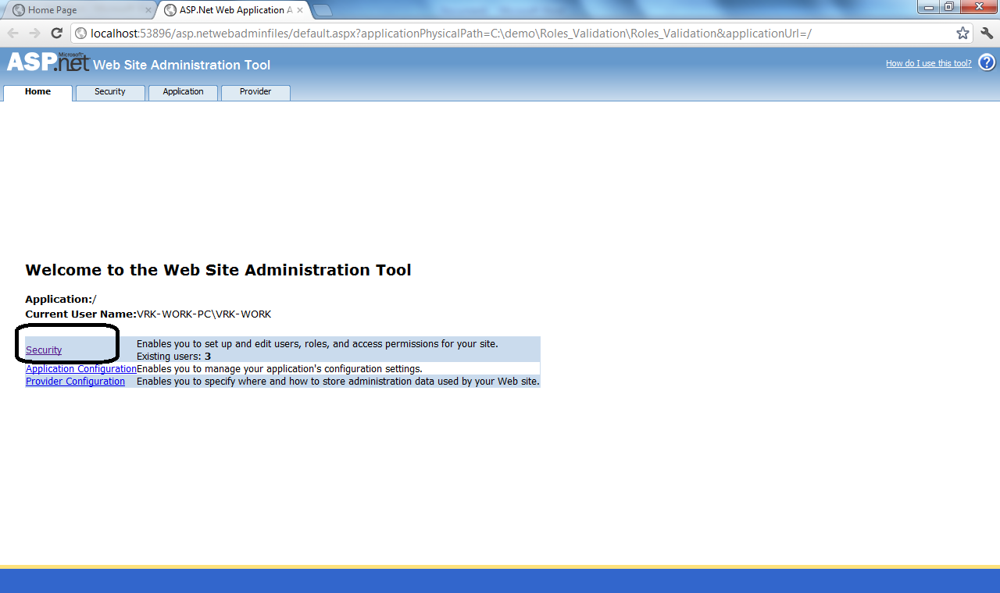 Home Page
ASP.Net Web Application A
localhost:53896/asp.netwebadminfiles/default.aspx?applicationPhysicalPath=C:\demo\Roles_Validation\Roles_Validation&applicationUrl=/
Microsoft
ASP.net Web Site Administration Tool
How do I use this tool? ?
Home Security Application Provider
Welcome to the Web Site Administration Tool
Application:/
Current User Name:VRK-WORK-PC\VRK-WORK
Security Enables you to set up and edit users, roles, and access permissions for your site.
Existing users: 3
Application Configuration Enables you to manage your application's configuration settings.
Provider Configuration Enables you to specify where and how to store administration data used by your Web site.